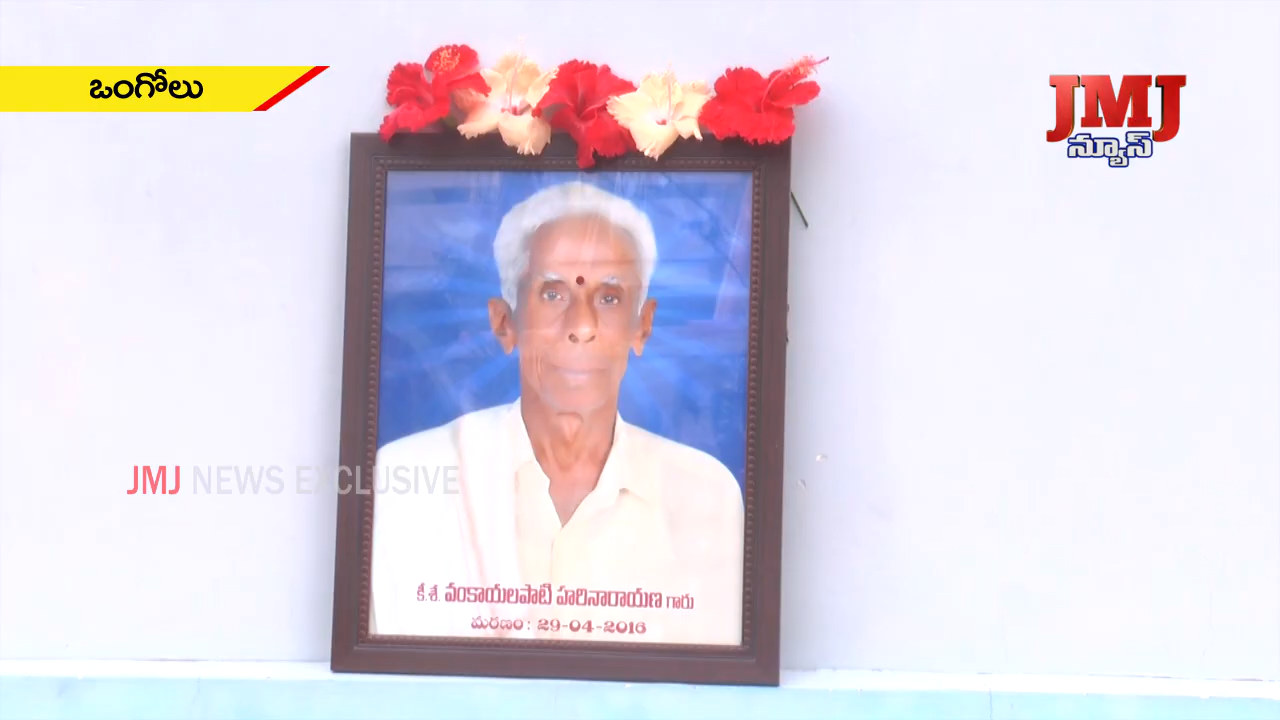 ఒంగోలు
JMJ
న్యూస్
JMJ NEWS EXCLUSIVE
కీ.శే. వంకాయలపాటి హరినారాయణ గారు
మరణం : 29-04-2016